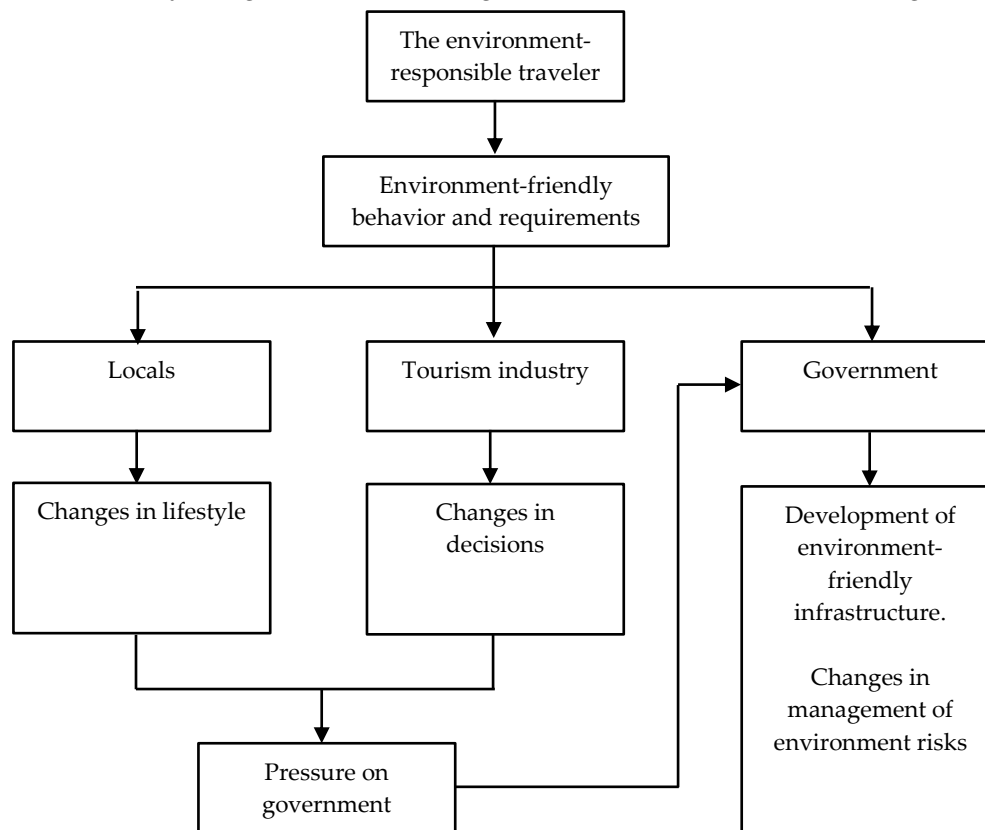 The environment-
responsible traveler
Environment-friendly
behavior and requirements
Locals
Tourism industry
Government
Changes in lifestyle
Changes in
decisions
Development of
environment-
friendly
infrastructure.
Changes in
management of
environment risks
Pressure on
government